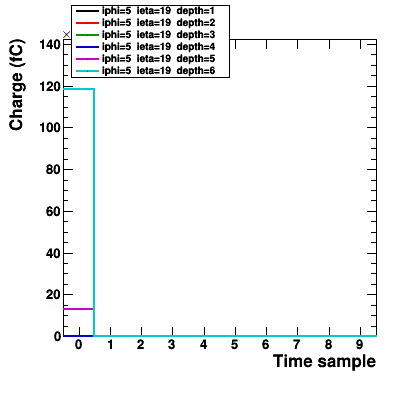 iphi=5 ieta=19 depth=1
iphi=5 ieta=19 depth=2
iphi=5 ieta=19 depth=3
iphi=5 ieta=19 depth=4
iphi=5 ieta=19 depth=5
iphi=5 ieta=19 depth=6
Charge (fC)
140
120
100
80
60
40
20
0
0 1 2 3 4 5 6 7 8 9
Time sample